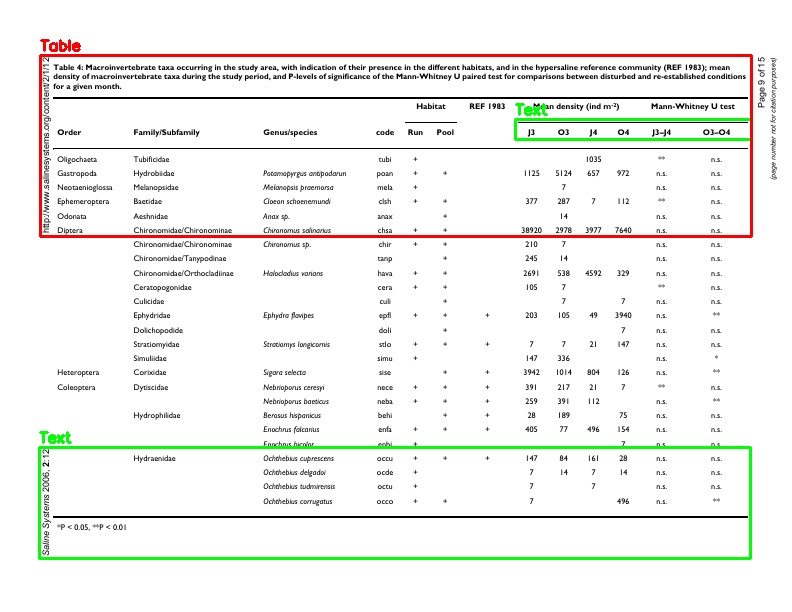 Table
http://www.salinesystems.org/content/2/1/12
Table 4: Macroinvertebrate taxa occurring in the study area, with indication of their presence in the different habitats, and in the hypersaline reference community (REF 1983); mean
density of macroinvertebrate taxa during the study period, and P-levels of significance of the Mann-Whitney U paired test for comparisons between disturbed and re-established conditions
for a given month.
Habitat REF 1983 Mean density (ind m-2) Mann-Whitney U test
Text
Order Family/Subfamily Genus/species code Run Pool J3 O3 J4 O4 J3–J4 O3–O4
Oligochaeta Tubificidae tubi + 1035 ** n.s.
Gastropoda Hydrobiidae Potamopyrgus antipodarun poan + + 1125 5124 657 972 n.s. n.s.
Neotaenioglossa Melanopsidae Melanopsis praemorsa mela + 7 n.s. n.s.
Ephemeroptera Baetidae Cloeon schoenemundi clsh + + 377 287 7 112 ** n.s.
Odonata Aeshnidae Anax sp. anax + 14 n.s. n.s.
Diptera Chironomidae/Chironominae Chironomus salinarius chsa + + 38920 2978 3977 7640 n.s. n.s.
Chironomidae/Chironominae Chironomus sp. chir + + 210 7 n.s. n.s.
Chironomidae/Tanypodinae tanp + 245 14 n.s. n.s.
Chironomidae/Orthocladiinae Halocladius varians hava + + 2691 538 4592 329 n.s. n.s.
Ceratopogonidae cera + + 105 7 ** n.s.
Culicidae culi + 7 7 n.s. n.s.
Ephydridae Ephydra flavipes epfl + + + 203 105 49 3940 n.s. **
Dolichopodide doli + 7 n.s. n.s.
Stratiomyidae Stratiomys longicornis stlo + + + 7 7 21 147 n.s. n.s.
Simuliidae simu + 147 336 n.s. *
Heteroptera Corixidae Sigara selecta sise + + 3942 1014 804 126 n.s. **
Coleoptera Dytiscidae Nebrioporus ceresyi nece + + + 391 217 21 7 ** n.s.
Nebrioporus baeticus neba + + + 259 391 112 n.s. **
Hydrophilidae Berosus hispanicus behi + + 28 189 75 n.s. n.s.
Enochrus falcarius enfa + + + 405 77 496 154 n.s. n.s.
Text
Enochrus bicolor enbi + 7 n.s. n.s.
Hydraenidae Ochthebius cuprescens occu + + + 147 84 161 28 n.s. n.s.
Ochthebius delgadoi ocde + 7 14 7 14 n.s. n.s.
Ochthebius tudmirensis octu + 7 7 n.s. n.s.
Ochthebius corrugatus occo + + 7 496 n.s. **
*P < 0.05, **P < 0.01
Saline Systems 2006, 2:12
Page 9 of 15
(page number not for citation purposes)